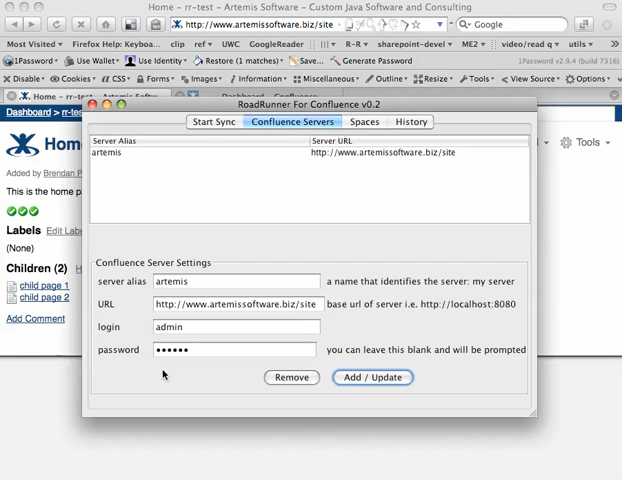 Home - rr-test - Artemis Software - Custom Java Software and Consulting
http://www.artemissoftware.biz/site
Google
Most Visited Firefox Help: Keyboa... clip ref UWC GoogleReader R-R sharepoint-devel ME2 video/read q utils
1Password Use Wallet Use Identity Restore (1 matches) Save... Generate Password 1Password v2.9.4 (build 7316)
Disable Cookies CSS Forms Images Information Miscellaneous Outline Resize Tools View Source Options
Home - rr-test - Artemis Softw...
RoadRunner For Confluence v0.2
Dashboard > rr-tes
Start Sync Confluence Servers Spaces History
Server Alias Server URL
artemis http://www.artemissoftware.biz/site
Hom
Tools
Added by Brendan P
This is the home p
Labels Edit Labe
(None)
Children (2) H
child page 1
child page 2
Add Comment
Confluence Server Settings
server alias artemis a name that identifies the server: my server
URL http://www.artemissoftware.biz/site base url of server i.e. http://localhost:8080
login admin
password •••••• you can leave this blank and will be prompted
Remove Add / Update